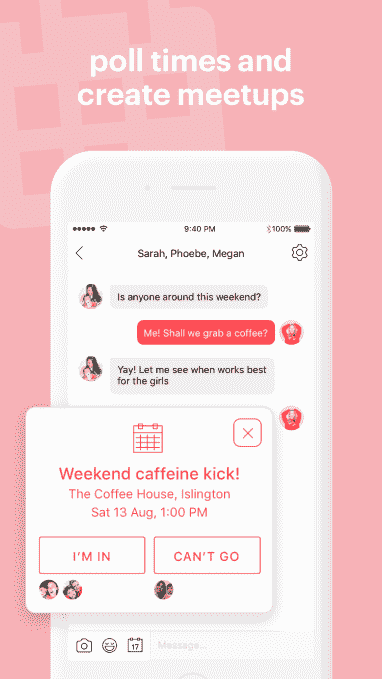 poll times and
create meetups
9:40 PM
100%
Sarah, Phoebe, Megan
Is anyone around this weekend?
Me! Shall we grab a coffee?
Yay! Let me see when works best
for the girls
Weekend caffeine kick!
The Coffee House, Islington
Sat 13 Aug, 1:00 PM
I'M IN
CAN'T GO
17
Message...